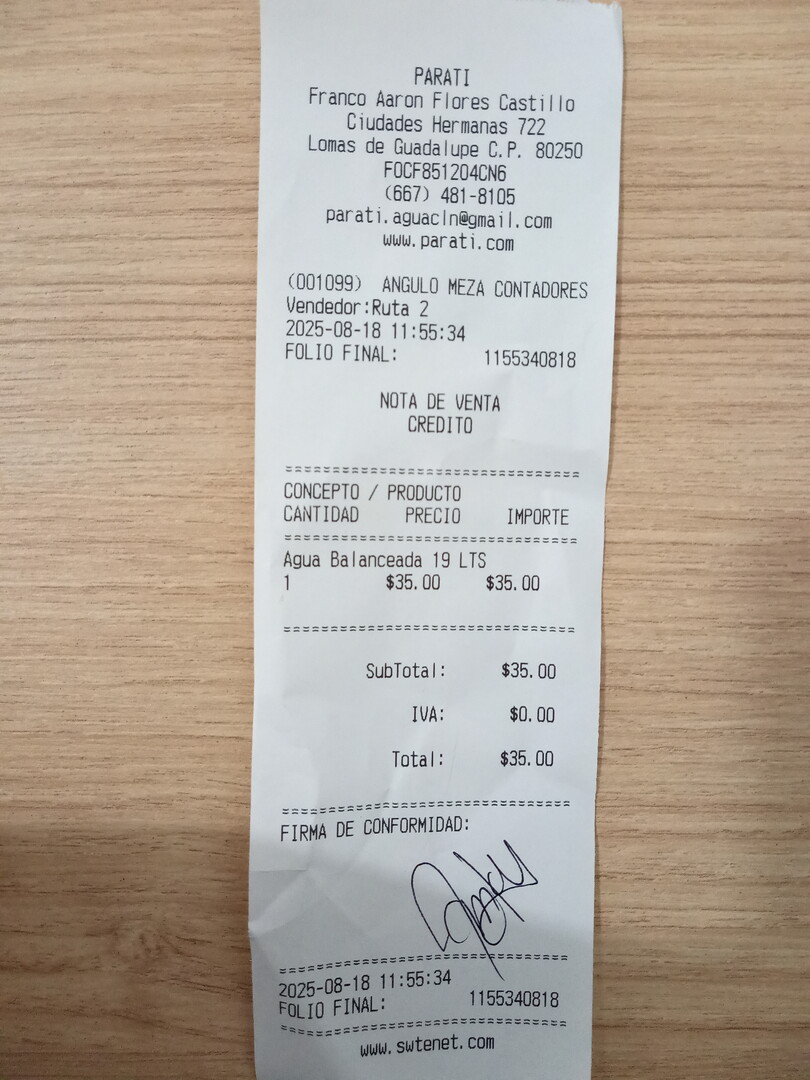 PARATI
Franco Aaron Flores Castillo
Ciudades Hermanas 722
Lomas de Guadalupe C.P. 80250
FOCF851204CN6
(667) 481-8105
parati.aguacln@gmail.com
www.parati.com
(001099) ANGULO MEZA CONTADORES
Vendedor:Ruta 2
2025-08-18 11:55:34
FOLIO FINAL: 1155340818
NOTA DE VENTA
CREDITO
==============================
CONCEPTO / PRODUCTO
CANTIDAD PRECIO IMPORTE
==============================
Agua Balanceada 19 LTS
1 $35.00 $35.00
==============================
SubTotal: $35.00
IVA: $0.00
Total: $35.00
==============================
FIRMA DE CONFORMIDAD:
==============================
2025-08-18 11:55:34
FOLIO FINAL: 1155340818
==============================
www.swtenet.com